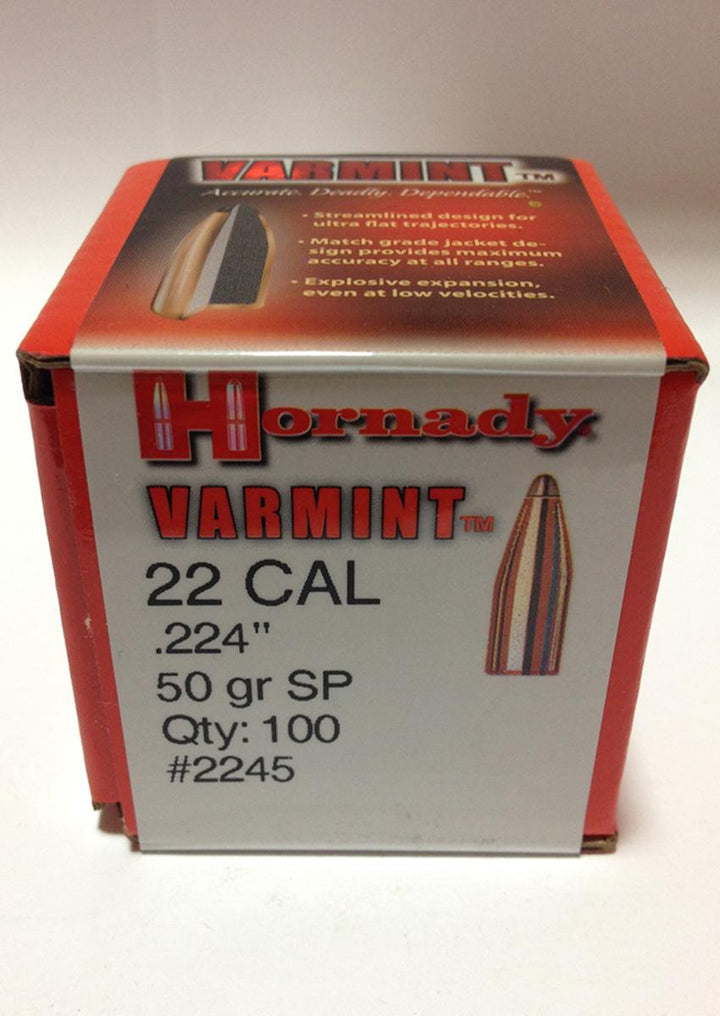 VARMINT™
Accurate. Deadly. Dependable.™
• Streamlined design for
ultra flat trajectories.
• Match grade jacket de-
sign provides maximum
accuracy at all ranges.
• Explosive expansion,
even at low velocities.
Hornady
VARMINT™
22 CAL
.224"
50 gr SP
Qty: 100
#2245